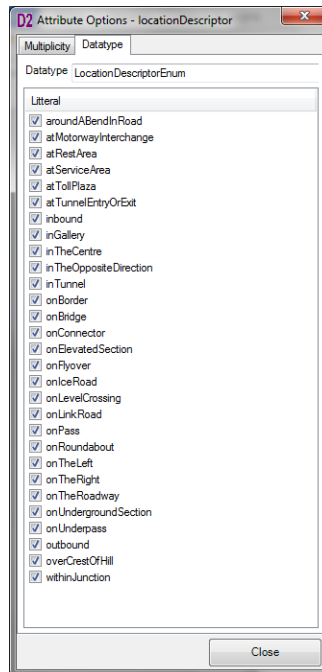 D2 Attribute Options - locationDescriptor
Multiplicity Datatype
Datatype LocationDescriptorEnum
Litteral
aroundABendInRoad
atMotorwayInterchange
atRestArea
atServiceArea
atTollPlaza
atTunnelEntryOrExit
inbound
inGallery
inTheCentre
inTheOppositeDirection
inTunnel
onBorder
onBridge
onConnector
onElevatedSection
onFlyover
onIceRoad
onLevelCrossing
onLinkRoad
onPass
onRoundabout
onTheLeft
onTheRight
onTheRoadway
onUndergroundSection
onUnderpass
outbound
overCrestOfHill
withinJunction
Close